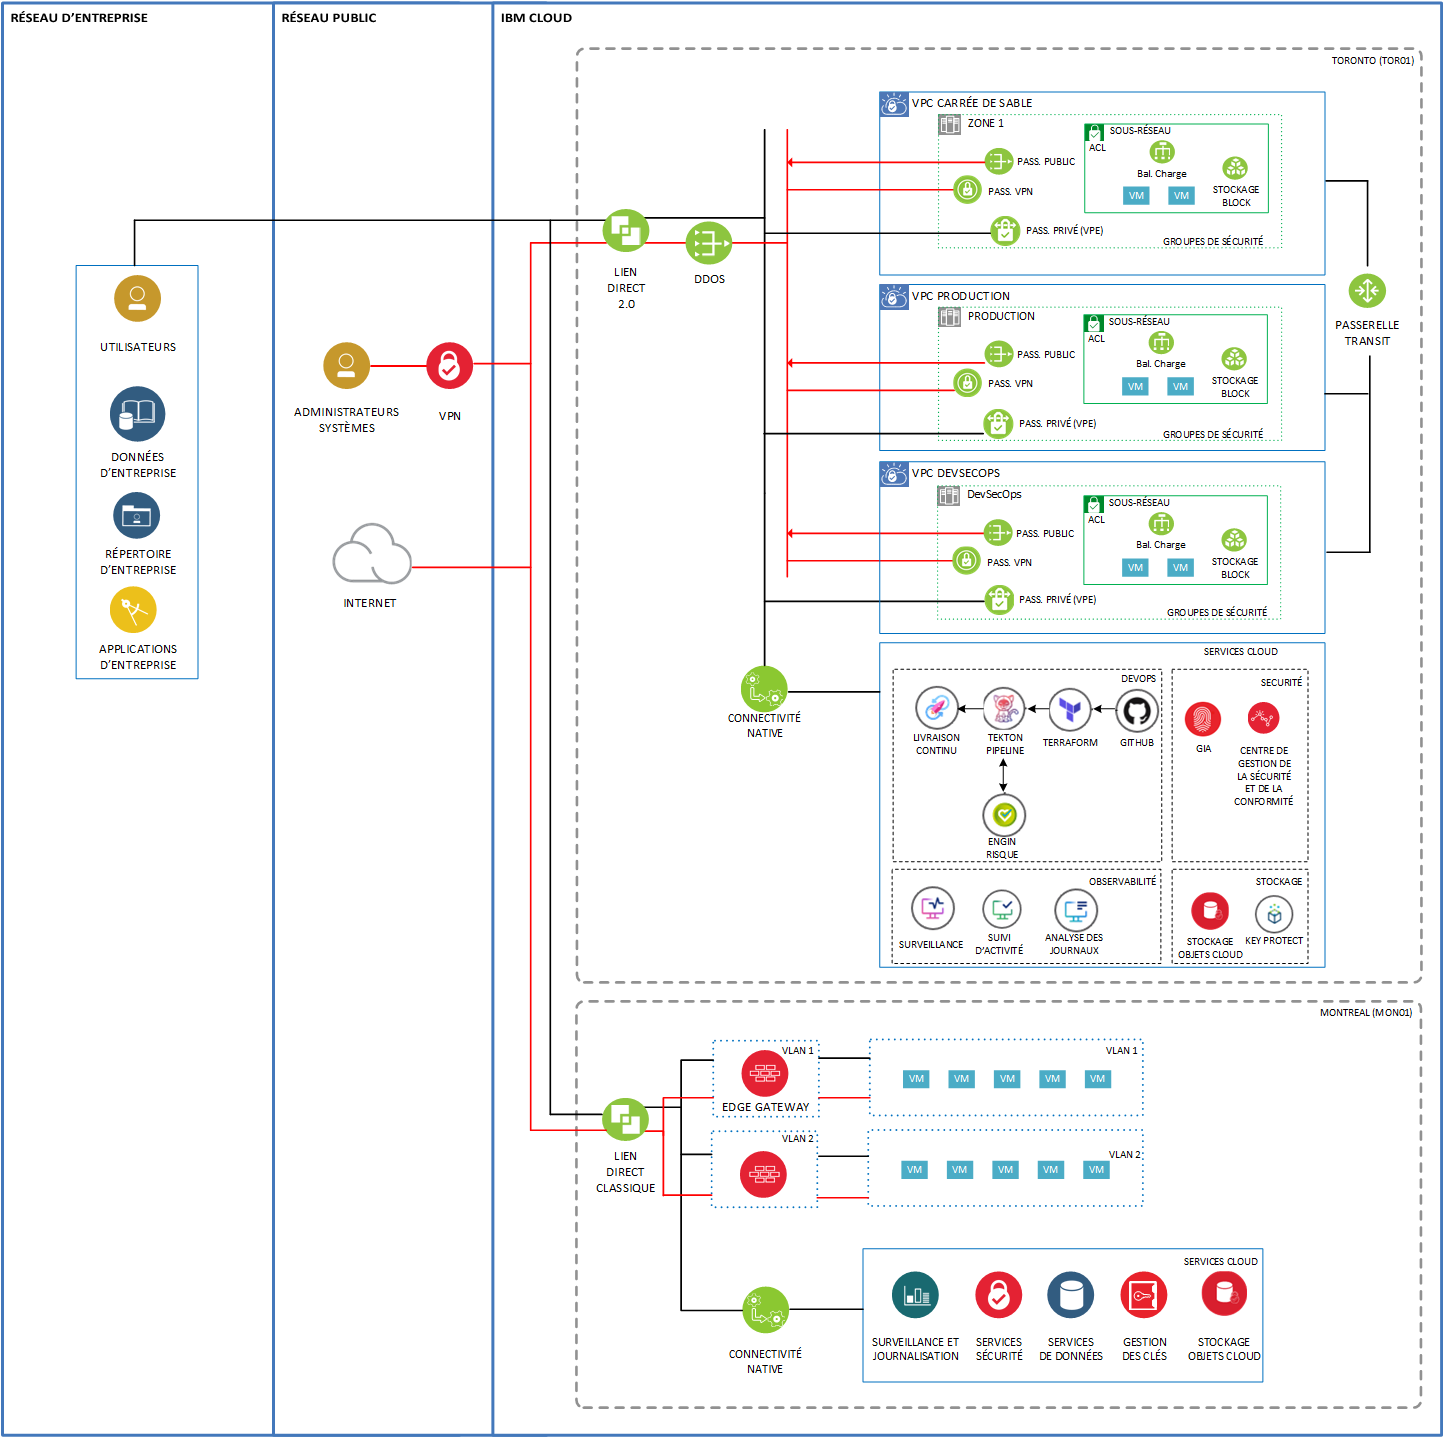 RÉSEAU D'ENTREPRISE
RÉSEAU PUBLIC
IBM CLOUD
UTILISATEURS
DONNÉES
D'ENTREPRISE
RÉPERTOIRE
D'ENTREPRISE
APPLICATIONS
D'ENTREPRISE
ADMINISTRATEURS
SYSTÈMES
VPN
INTERNET
TORONTO (TOR01)
LIEN
DIRECT
2.0
DDOS
VPC CARRÉE DE SABLE
ZONE 1
PASS. PUBLIC
PASS. VPN
PASS. PRIVÉ (VPE)
SOUS-RÉSEAU
ACL
Bal. Charge
VM
VM
STOCKAGE
BLOCK
GROUPES DE SÉCURITÉ
VPC PRODUCTION
PRODUCTION
PASS. PUBLIC
PASS. VPN
PASS. PRIVÉ (VPE)
SOUS-RÉSEAU
ACL
Bal. Charge
VM
VM
STOCKAGE
BLOCK
GROUPES DE SÉCURITÉ
PASSERELLE
TRANSIT
VPC DEVSECOPS
DevSecOps
PASS. PUBLIC
PASS. VPN
PASS. PRIVÉ (VPE)
SOUS-RÉSEAU
ACL
Bal. Charge
VM
VM
STOCKAGE
BLOCK
GROUPES DE SÉCURITÉ
CONNECTIVITÉ
NATIVE
SERVICES CLOUD
DEVOPS
LIVRAISON
CONTINU
TEKTON
PIPELINE
TERRAFORM
GITHUB
ENGIN
RISQUE
SECURITÉ
GIA
CENTRE DE
GESTION DE
LA SÉCURITÉ
ET DE LA
CONFORMITÉ
OBSERVABILITÉ
SURVEILLANCE
SUIVI
D'ACTIVITÉ
ANALYSE DES
JOURNAUX
STOCKAGE
STOCKAGE
OBJETS CLOUD
KEY PROTECT
MONTREAL (MON01)
LIEN
DIRECT
CLASSIQUE
VLAN 1
EDGE GATEWAY
VLAN 1
VM
VM
VM
VM
VM
VLAN 2
VLAN 2
VM
VM
VM
VM
VM
CONNECTIVITÉ
NATIVE
SERVICES CLOUD
SURVEILLANCE ET
JOURNALISATION
SERVICES
SÉCURITÉ
SERVICES
DE DONNÉES
GESTION
DES CLÉS
STOCKAGE
OBJETS CLOUD